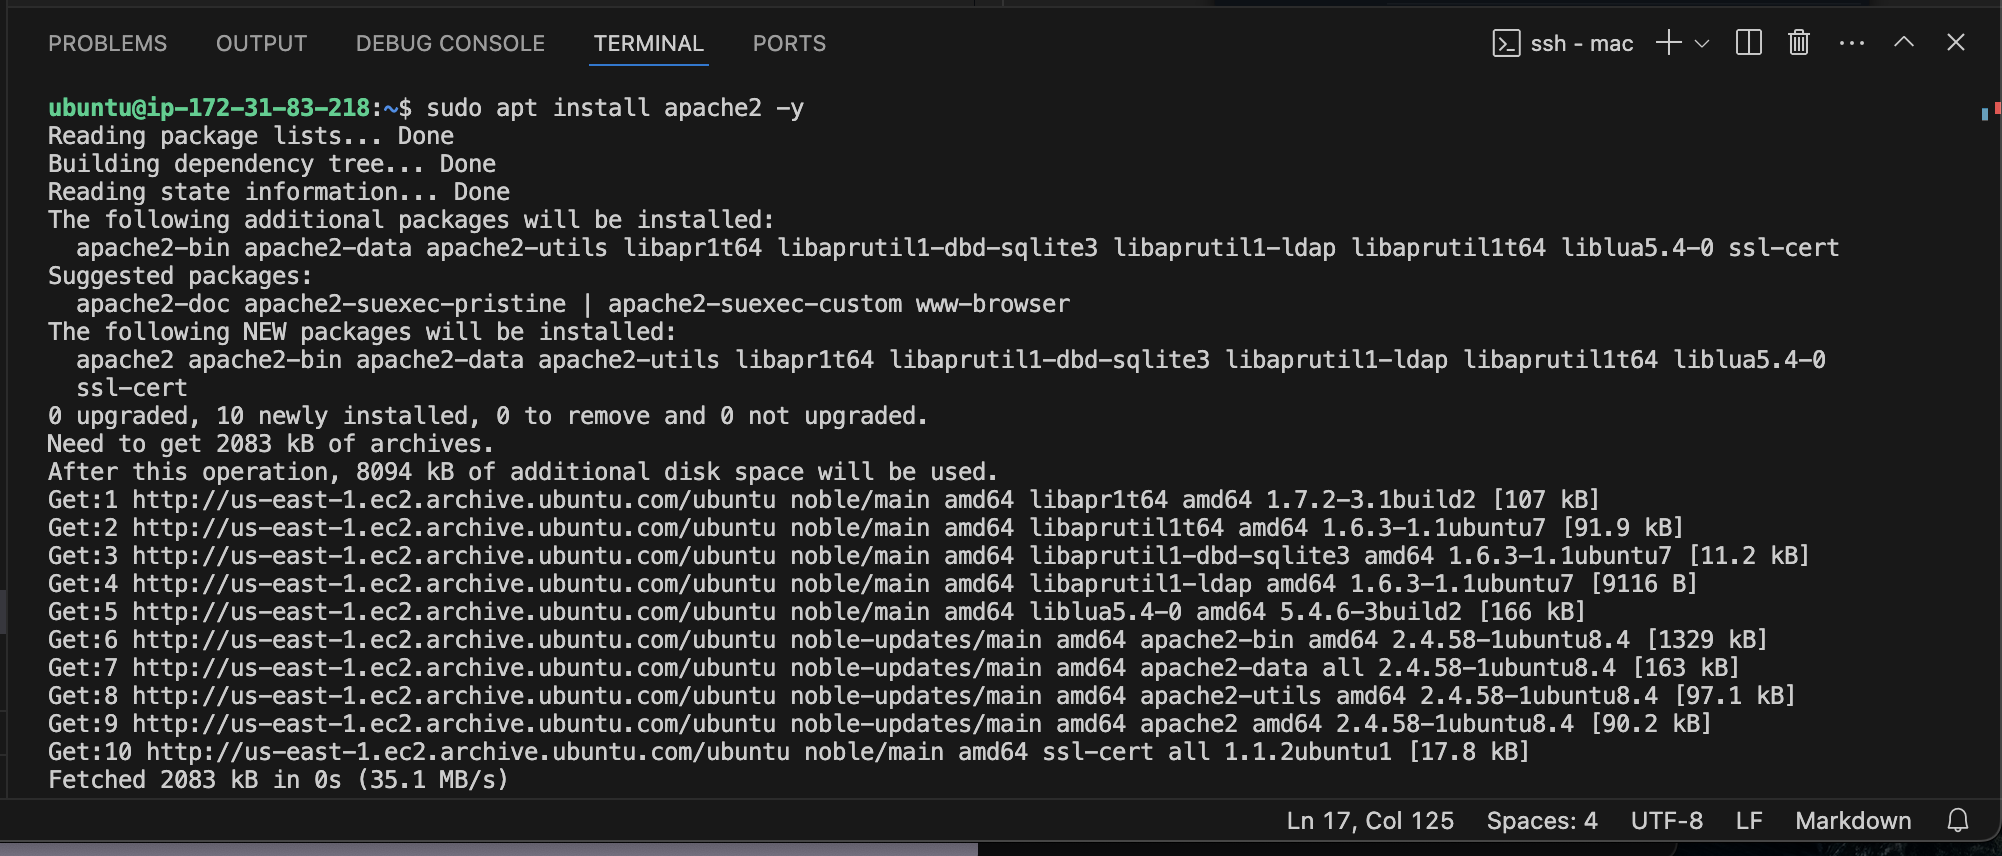 PROBLEMS OUTPUT DEBUG CONSOLE TERMINAL PORTS ssh - mac
ubuntu@ip-172-31-83-218:~$ sudo apt install apache2 -y
Reading package lists... Done
Building dependency tree... Done
Reading state information... Done
The following additional packages will be installed:
  apache2-bin apache2-data apache2-utils libapr1t64 libaprutil1-dbd-sqlite3 libaprutil1-ldap libaprutil1t64 liblua5.4-0 ssl-cert
Suggested packages:
  apache2-doc apache2-suexec-pristine | apache2-suexec-custom www-browser
The following NEW packages will be installed:
  apache2 apache2-bin apache2-data apache2-utils libapr1t64 libaprutil1-dbd-sqlite3 libaprutil1-ldap libaprutil1t64 liblua5.4-0
  ssl-cert
0 upgraded, 10 newly installed, 0 to remove and 0 not upgraded.
Need to get 2083 kB of archives.
After this operation, 8094 kB of additional disk space will be used.
Get:1 http://us-east-1.ec2.archive.ubuntu.com/ubuntu noble/main amd64 libapr1t64 amd64 1.7.2-3.1build2 [107 kB]
Get:2 http://us-east-1.ec2.archive.ubuntu.com/ubuntu noble/main amd64 libaprutil1t64 amd64 1.6.3-1.1ubuntu7 [91.9 kB]
Get:3 http://us-east-1.ec2.archive.ubuntu.com/ubuntu noble/main amd64 libaprutil1-dbd-sqlite3 amd64 1.6.3-1.1ubuntu7 [11.2 kB]
Get:4 http://us-east-1.ec2.archive.ubuntu.com/ubuntu noble/main amd64 libaprutil1-ldap amd64 1.6.3-1.1ubuntu7 [9116 B]
Get:5 http://us-east-1.ec2.archive.ubuntu.com/ubuntu noble/main amd64 liblua5.4-0 amd64 5.4.6-3build2 [166 kB]
Get:6 http://us-east-1.ec2.archive.ubuntu.com/ubuntu noble-updates/main amd64 apache2-bin amd64 2.4.58-1ubuntu8.4 [1329 kB]
Get:7 http://us-east-1.ec2.archive.ubuntu.com/ubuntu noble-updates/main amd64 apache2-data all 2.4.58-1ubuntu8.4 [163 kB]
Get:8 http://us-east-1.ec2.archive.ubuntu.com/ubuntu noble-updates/main amd64 apache2-utils amd64 2.4.58-1ubuntu8.4 [97.1 kB]
Get:9 http://us-east-1.ec2.archive.ubuntu.com/ubuntu noble-updates/main amd64 apache2 amd64 2.4.58-1ubuntu8.4 [90.2 kB]
Get:10 http://us-east-1.ec2.archive.ubuntu.com/ubuntu noble/main amd64 ssl-cert all 1.1.2ubuntu1 [17.8 kB]
Fetched 2083 kB in 0s (35.1 MB/s)
Ln 17, Col 125 Spaces: 4 UTF-8 LF Markdown